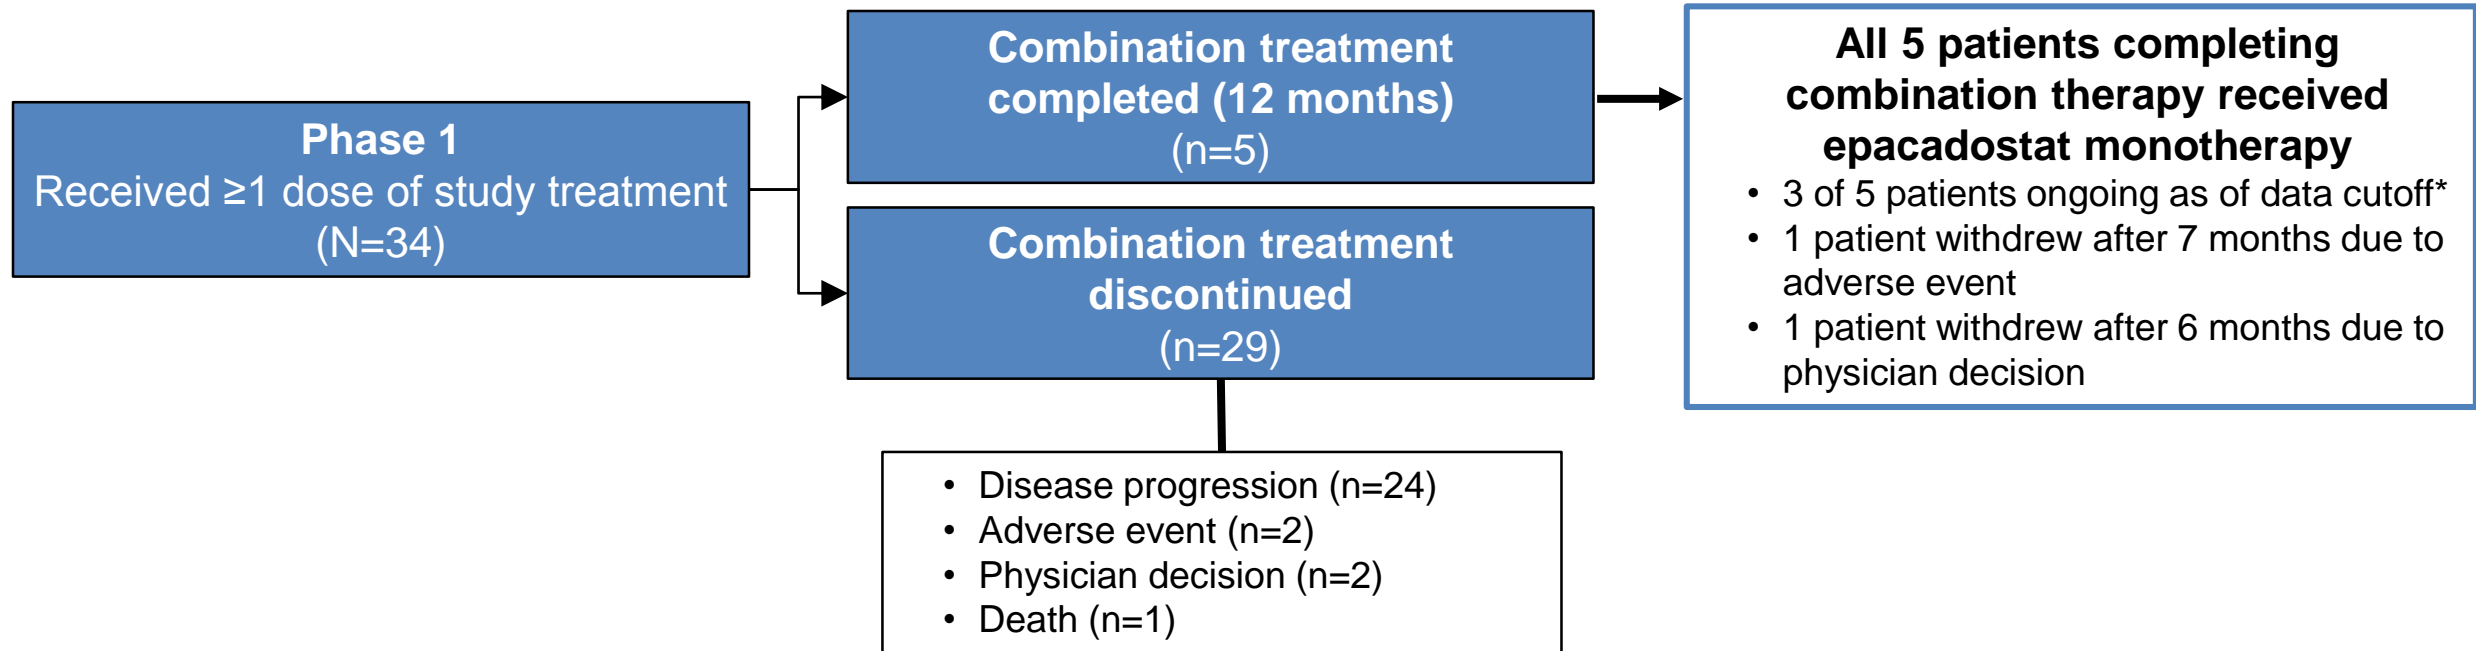 Phase 1
Received ≥1 dose of study treatment
(N=34)
Combination treatment
completed (12 months)
(n=5)
Combination treatment
discontinued
(n=29)
• Disease progression (n=24)
• Adverse event (n=2)
• Physician decision (n=2)
• Death (n=1)
All 5 patients completing
combination therapy received
epacadostat monotherapy
• 3 of 5 patients ongoing as of data cutoff*
• 1 patient withdrew after 7 months due to
adverse event
• 1 patient withdrew after 6 months due to
physician decision